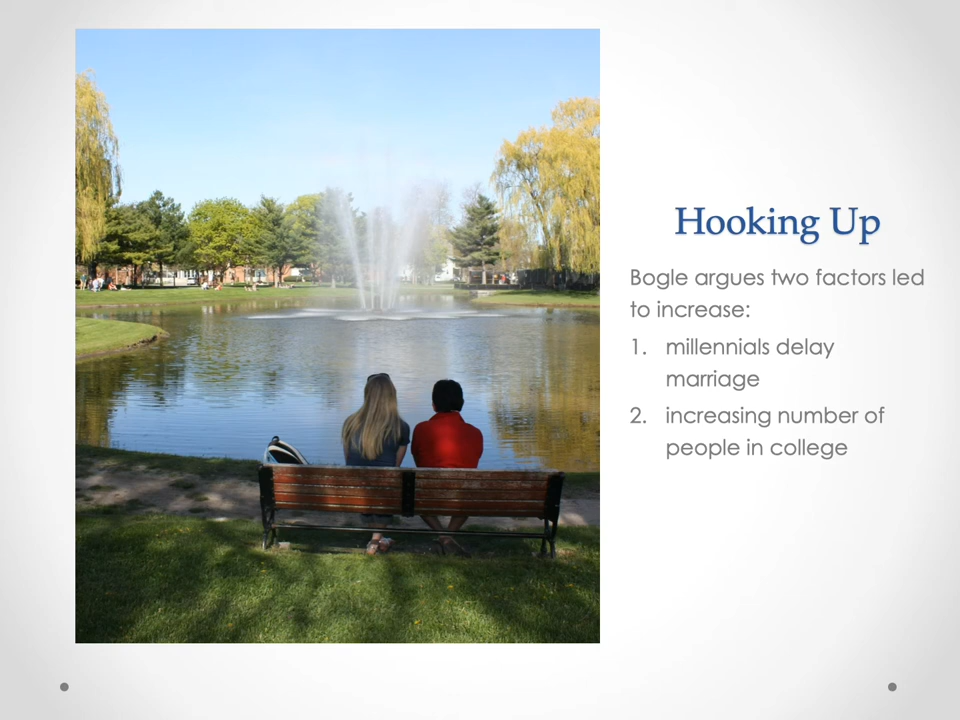 Hooking Up
Bogle argues two factors led
to increase:
1. millennials delay
marriage
2. increasing number of
people in college